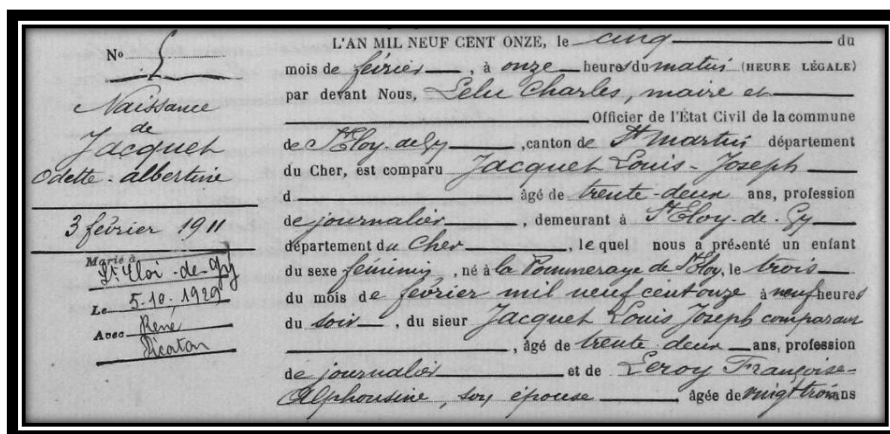 No 5
Naissance
de
Jacquet
Odette-albertine
3 février 1911
Marié à
St Eloi-de-Gy
Le 5.10.1929
Avec René
Picoton
L'AN MIL NEUF CENT ONZE, le cinq du
mois de février, à onze heures du matin (HEURE LÉGALE)
par devant Nous, Lelu Charles, maire et
Officier de l'État Civil de la commune
de St Eloy-de-Gy, canton de St Martin département
du Cher, est comparu Jacquet Louis-Joseph
d âgé de trente-deux ans, profession
de journalier, demeurant à St Eloy-de-Gy
département du Cher, lequel nous a présenté un enfant
du sexe féminin, né à la Pommeraye de St Eloy, le trois
du mois de février mil neuf cent onze à neuf heures
du soir, du sieur Jacquet Louis Joseph comparant
, âgé de trente-deux ans, profession
de journalier et de Leroy Françoise-
Alphonsine, son épouse âgée de vingt trois ans